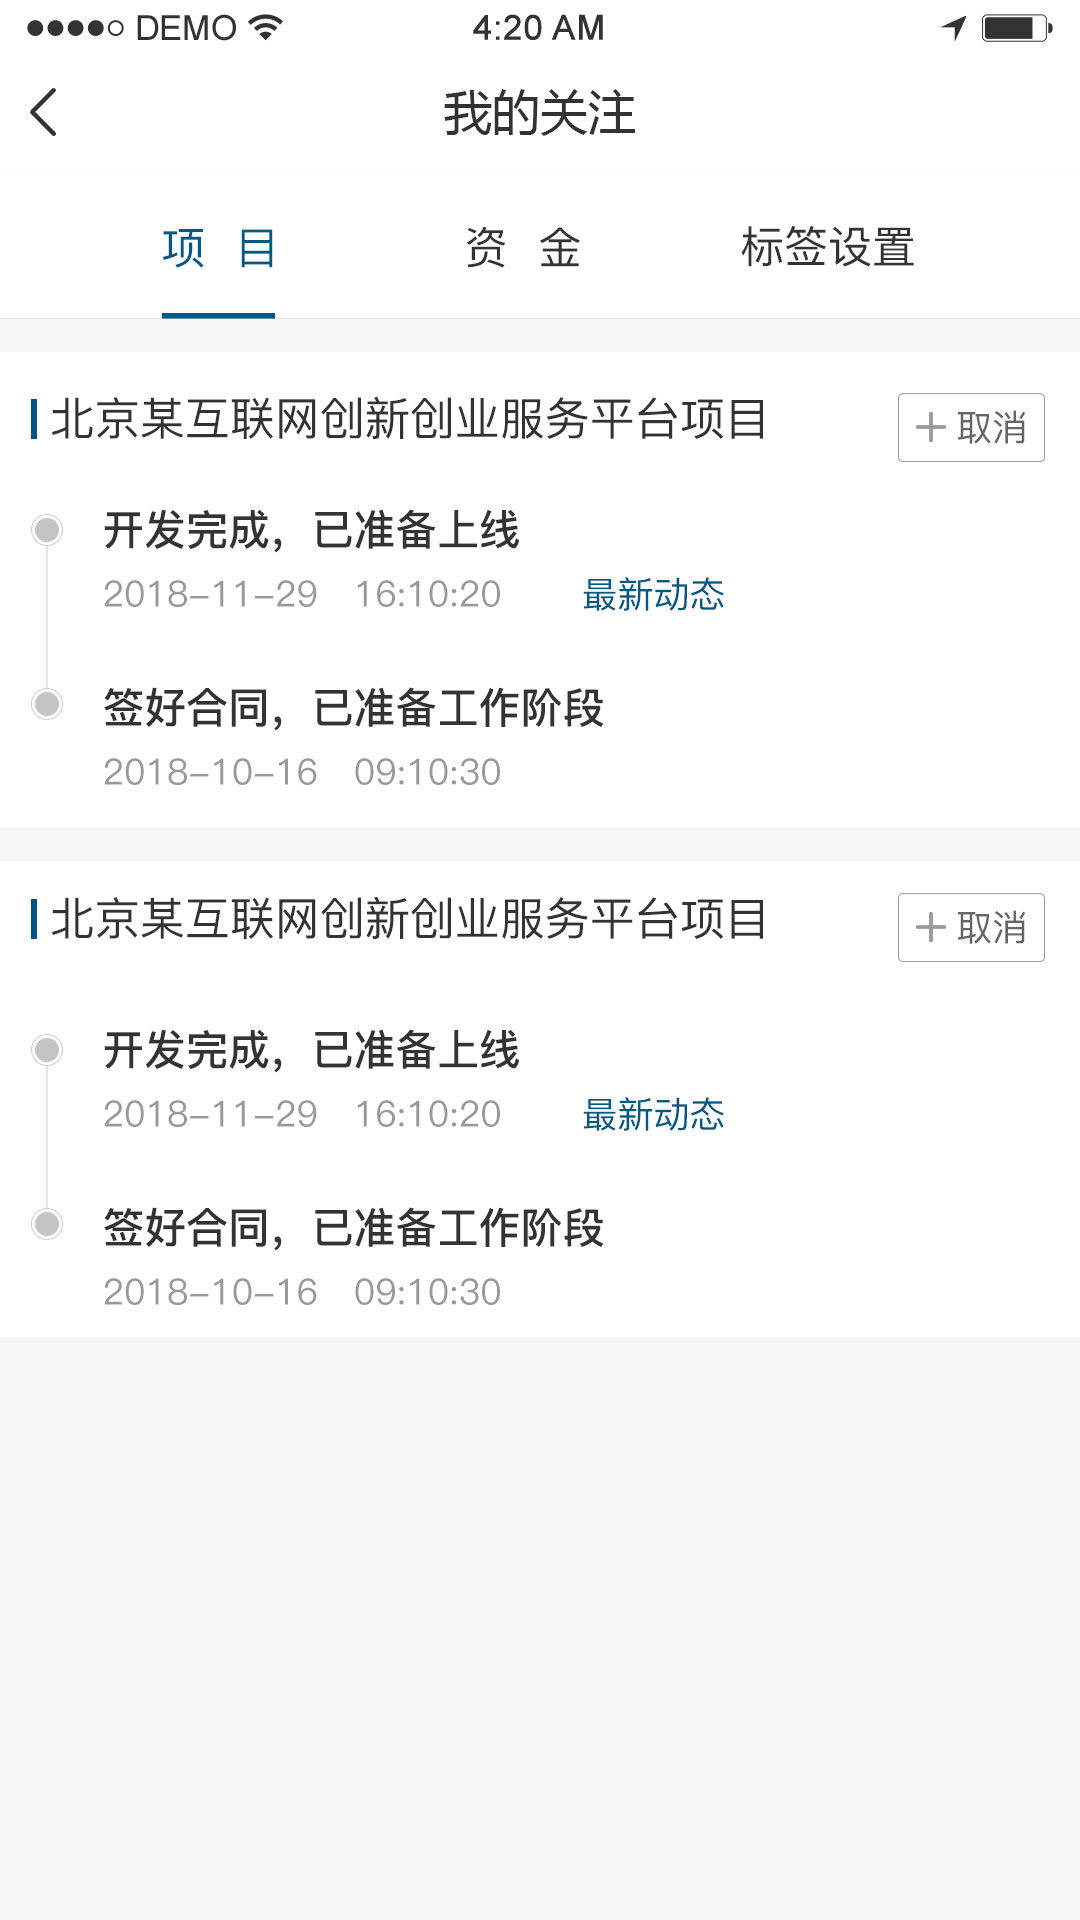 DEMO 4:20 AM
我的关注
项 目 资 金 标签设置
北京某互联网创新创业服务平台项目 取消
开发完成，已准备上线
2018-11-29 16:10:20 最新动态
签好合同，已准备工作阶段
2018-10-16 09:10:30
北京某互联网创新创业服务平台项目 取消
开发完成，已准备上线
2018-11-29 16:10:20 最新动态
签好合同，已准备工作阶段
2018-10-16 09:10:30